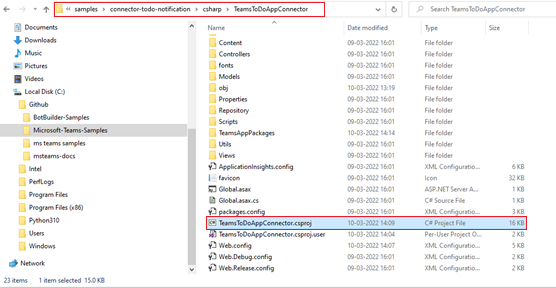 « samples › connector-todo-notification › csharp › TeamsToDoAppConnector
Search TeamsToDoAppConnector
Documents
Downloads
Music
Pictures
Videos
Local Disk (C:)
Github
BotBuilder-Samples
Microsoft-Teams-Samples
ms teams samples
msteams-docs
Intel
PerfLogs
Program Files
Program Files (x86)
Python310
Users
Windows
Network
Name Date modified Type Size
Content 09-03-2022 16:01 File folder
Controllers 09-03-2022 16:01 File folder
fonts 09-03-2022 16:01 File folder
Models 09-03-2022 16:01 File folder
obj 10-03-2022 13:19 File folder
Properties 09-03-2022 16:01 File folder
Repository 09-03-2022 16:01 File folder
Scripts 09-03-2022 16:01 File folder
TeamsAppPackages 10-03-2022 14:14 File folder
Utils 09-03-2022 16:01 File folder
Views 09-03-2022 16:01 File folder
ApplicationInsights.config 09-03-2022 16:01 XML Configuratio... 6 KB
favicon 09-03-2022 16:01 Icon 32 KB
Global.asax 09-03-2022 16:01 ASP.NET Server A... 1 KB
Global.asax.cs 09-03-2022 16:01 C# Source File 1 KB
packages.config 09-03-2022 16:01 XML Configuratio... 3 KB
TeamsToDoAppConnector.csproj 10-03-2022 14:09 C# Project File 16 KB
TeamsToDoAppConnector.csproj.user 10-03-2022 14:04 Per-User Project O... 2 KB
Web.config 10-03-2022 14:07 XML Configuratio... 5 KB
Web.Debug.config 09-03-2022 16:01 XML Configuratio... 2 KB
Web.Release.config 09-03-2022 16:01 XML Configuratio... 2 KB
23 items 1 item selected 15.0 KB